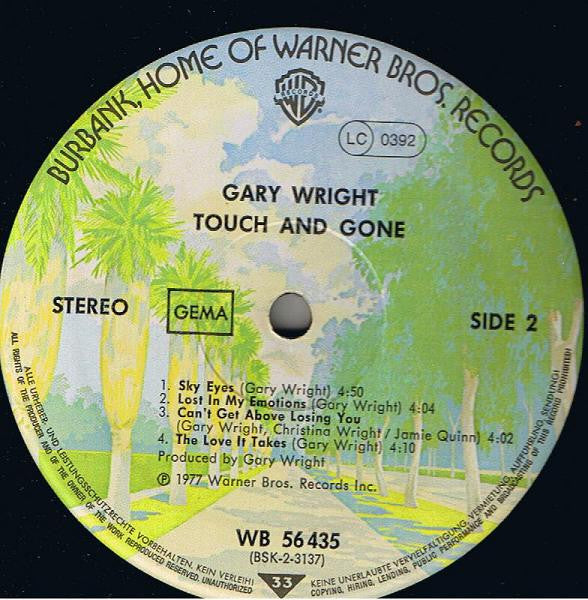 BURBANK, HOME OF WARNER BROS. RECORDS
RECORDS
LC 0392
GARY WRIGHT
TOUCH AND GONE
STEREO
GEMA
SIDE 2
1. Sky Eyes (Gary Wright) 4:50
2. Lost In My Emotions (Gary Wright) 4:04
3. Can't Get Above Losing You
(Gary Wright, Christina Wright/Jamie Quinn) 4:02
4. The Love It Takes (Gary Wright) 4:10
Produced by Gary Wright
Ⓟ 1977 Warner Bros. Records Inc.
WB 56 435
(BSK-2-3137)
33
ALLE URHEBER- UND LEISTUNGSSCHUTZRECHTE VORBEHALTEN. KEIN VERLEIH!
KEINE UNERLAUBTE VERVIELFÄLTIGUNG, VERMIETUNG, AUFFÜHRUNG, SENDUNG!
ALL RIGHTS OF THE PRODUCER AND OF THE OWNER OF THE WORK REPRODUCED RESERVED. UNAUTHORIZED
COPYING, HIRING, LENDING, PUBLIC PERFORMANCE AND BROADCASTING OF THIS RECORD PROHIBITED